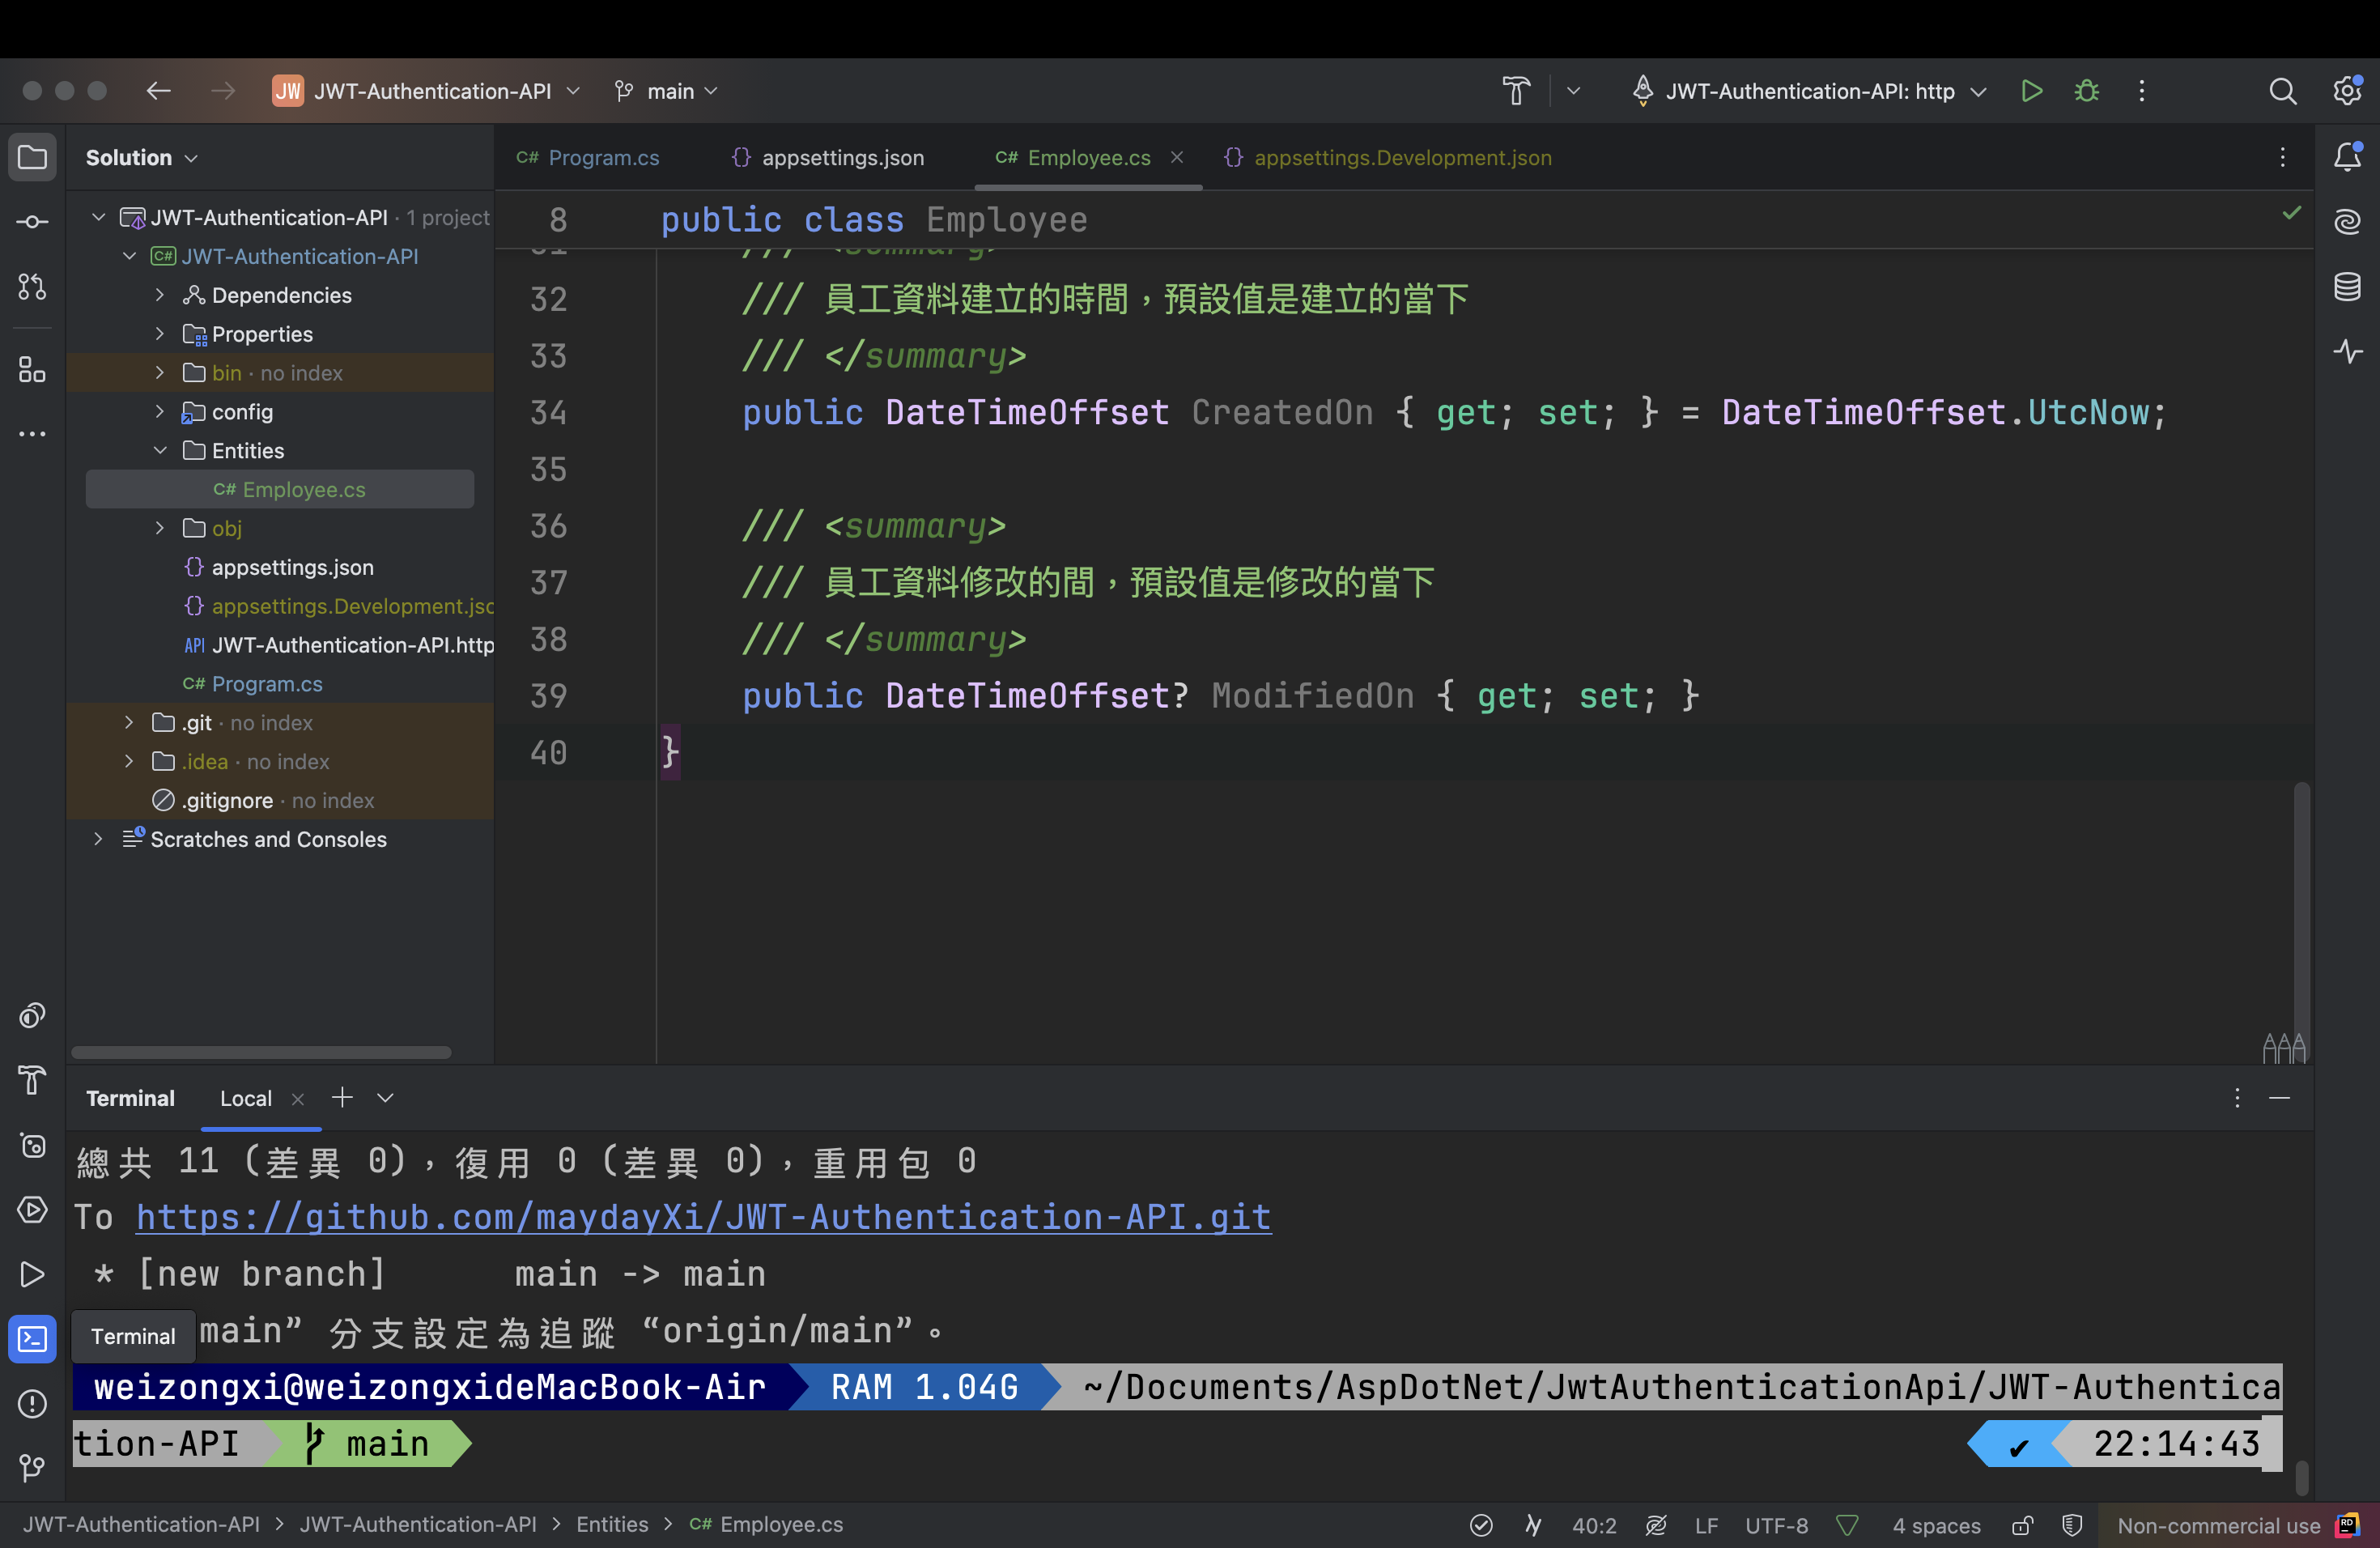 JW JWT-Authentication-API main JWT-Authentication-API: http
Solution
JWT-Authentication-API · 1 project
C# JWT-Authentication-API
Dependencies
Properties
bin · no index
config
Entities
C# Employee.cs
obj
{} appsettings.json
{} appsettings.Development.jso
API JWT-Authentication-API.http
C# Program.cs
.git · no index
.idea · no index
.gitignore · no index
Scratches and Consoles
C# Program.cs {} appsettings.json C# Employee.cs {} appsettings.Development.json
8 public class Employee
31 /// <summary>
32 /// 員工資料建立的時間，預設值是建立的當下
33 /// </summary>
34 public DateTimeOffset CreatedOn { get; set; } = DateTimeOffset.UtcNow;
35
36 /// <summary>
37 /// 員工資料修改的間，預設值是修改的當下
38 /// </summary>
39 public DateTimeOffset? ModifiedOn { get; set; }
40 }
Terminal Local
總共 11 (差異 0)，復用 0 (差異 0)，重用包 0
To https://github.com/maydayXi/JWT-Authentication-API.git
* [new branch] main -> main
Terminal main” 分支設定為追蹤 “origin/main”。
weizongxi@weizongxideMacBook-Air RAM 1.04G ~/Documents/AspDotNet/JwtAuthenticationApi/JWT-Authentica
tion-API main ✔ 22:14:43
JWT-Authentication-API > JWT-Authentication-API > Entities > C# Employee.cs 40:2 LF UTF-8 4 spaces Non-commercial use RD